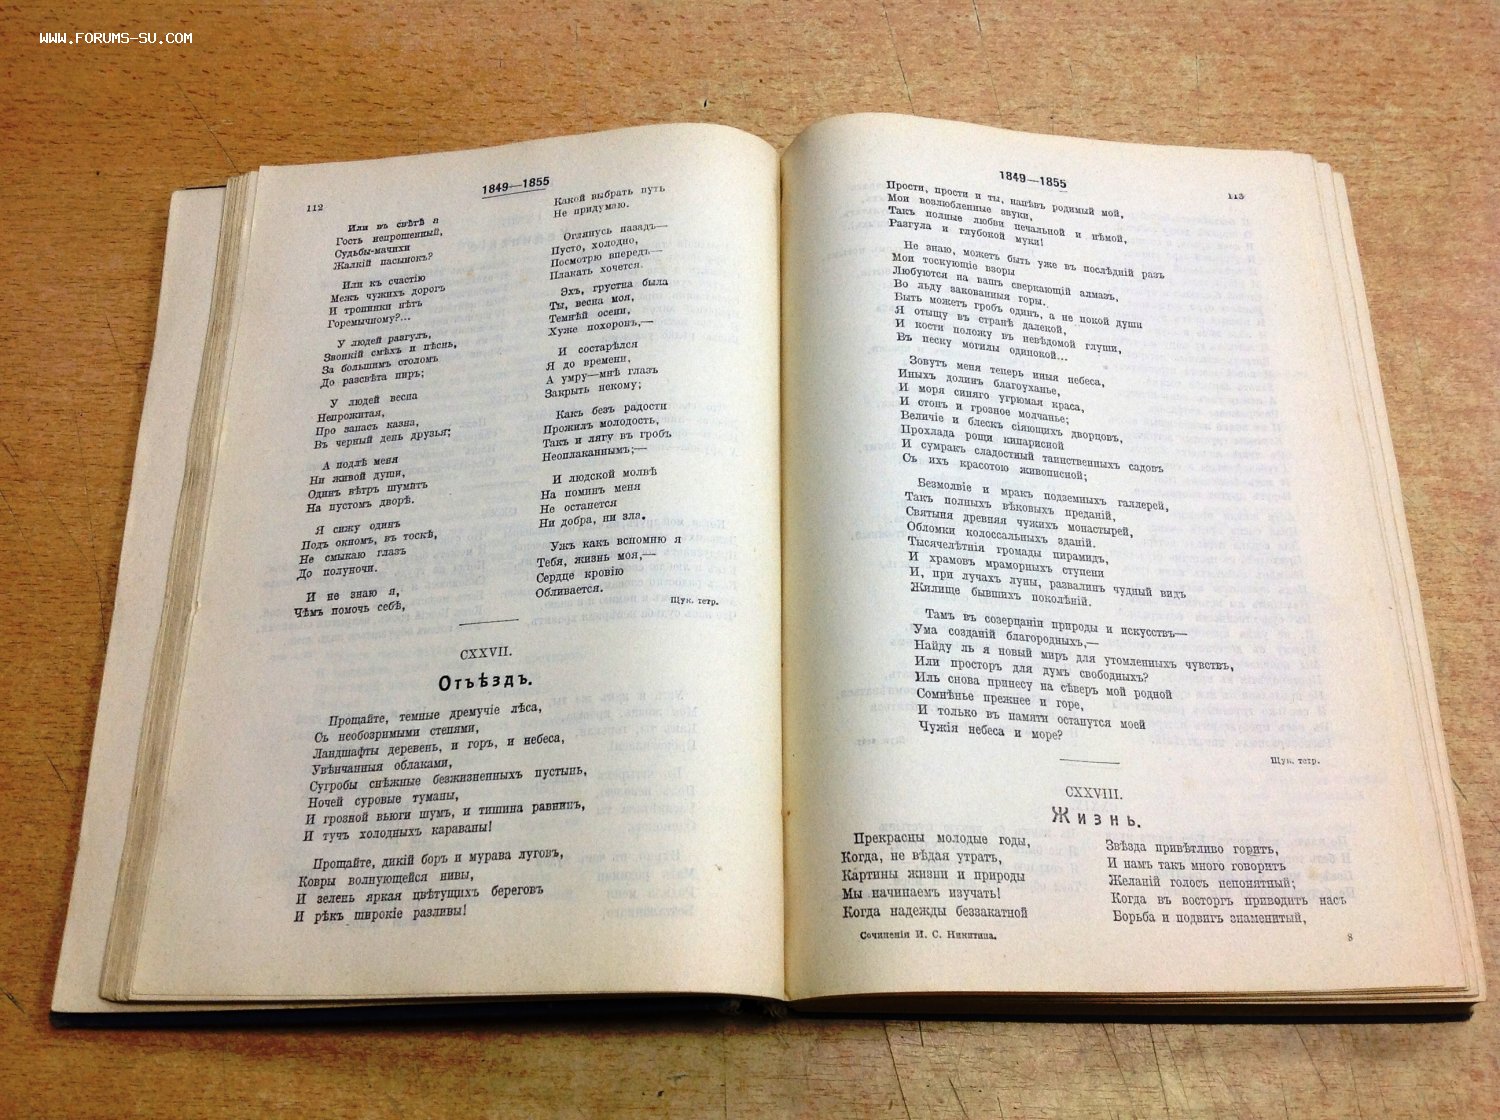 WWW.FORUMS-SU.COM
1849—1855
112
Или въ свѣтѣ я
Гость непрошенный,
Судьбы-мачихи
Жалкій пасынокъ?
Или къ счастію
Межъ чужихъ дорогъ
И тропинки нѣтъ
Горемычному?...
У людей разгулъ,
Звонкій смѣхъ и пѣснь,
За большимъ столомъ
До разсвѣта пиръ;
У людей весна
Непрожитая,
Про запасъ казна,
Въ черный день друзья;
А подлѣ меня
Ни живой души,
Одинъ вѣтръ шумитъ
На пустомъ дворѣ.
Я сижу одинъ
Подъ окномъ, въ тоскѣ,
Не смыкаю глазъ
До полуночи.
И не знаю я,
Чѣмъ помочь себѣ,
Какой выбрать путь
Не придумаю.
Оглянусь назадъ—
Пусто, холодно,
Посмотрю впередъ—
Плакать хочется.
Эхъ, грустна была
Ты, весна моя,
Темнѣй осени,
Хуже похоронъ,—
И состарѣлся
Я до времени,
А умру—мнѣ глазъ
Закрыть некому;
Какъ безъ радости
Прожилъ молодость,
Такъ и лягу въ гробъ
Неоплаканнымъ;—
И людской молвѣ
На поминъ меня
Не останется
Ни добра, ни зла.
Ужъ какъ вспомню я
Тебя, жизнь моя,—
Сердце кровію
Обливается.
Щук. тетр.
CXXVII.
Отъѣздъ.
Прощайте, темные дремучіе лѣса,
Съ необозримыми степями,
Ландшафты деревень, и горъ, и небеса,
Увѣнчанныя облаками,
Сугробы снѣжные безжизненныхъ пустынь,
Ночей суровые туманы,
И грозной вьюги шумъ, и тишина равнинъ,
И тучъ холодныхъ караваны!
Прощайте, дикій боръ и мурава луговъ,
Ковры волнующейся нивы,
И зелень яркая цвѣтущихъ береговъ
И рѣкъ широкіе разливы!
1849—1855
113
Прости, прости и ты, напѣвъ родимый мой,
Мои возлюбленные звуки,
Такъ полные любви печальной и нѣмой,
Разгула и глубокой муки!
Не знаю, можетъ быть уже въ послѣдній разъ
Мои тоскующіе взоры
Любуются на вашъ сверкающій алмазъ,
Во льду закованныя горы.
Быть можетъ гробъ одинъ, а не покой души
Я отыщу въ странѣ далекой,
И кости положу въ невѣдомой глуши,
Въ песку могилы одинокой...
Зовутъ меня теперь иныя небеса,
Иныхъ долинъ благоуханье,
И моря синяго угрюмая краса,
И стонъ и грозное молчанье;
Величіе и блескъ сіяющихъ дворцовъ,
Прохлада рощи кипарисной
И сумракъ сладостный таинственныхъ садовъ
Съ ихъ красотою живописной;
Безмолвіе и мракъ подземныхъ галлерей,
Такъ полныхъ вѣковыхъ преданій,
Святыня древняя чужихъ монастырей,
Обломки колоссальныхъ зданій.
Тысячелѣтнія громады пирамидъ,
И храмовъ мраморныхъ ступени
И, при лучахъ луны, развалинъ чудный видъ
Жилище бывшихъ поколѣній.
Тамъ въ созерцаніи природы и искусствъ—
Ума созданій благородныхъ,—
Найду ль я новый миръ для утомленныхъ чувствъ,
Или просторъ для думъ свободныхъ?
Иль снова принесу на сѣверъ мой родной
Сомнѣнье прежнее и горе,
И только въ памяти останутся моей
Чужія небеса и море?
Щук. тетр.
CXXVIII.
Жизнь.
Прекрасны молодые годы,
Когда, не вѣдая утратъ,
Картины жизни и природы
Мы начинаемъ изучать!
Когда надежды беззакатной
Звѣзда привѣтливо горитъ,
И намъ такъ много говоритъ
Желаній голосъ непонятный;
Когда въ восторгъ приводитъ насъ
Борьба и подвигъ знаменитый,
Сочиненія И. С. Никитина.
8